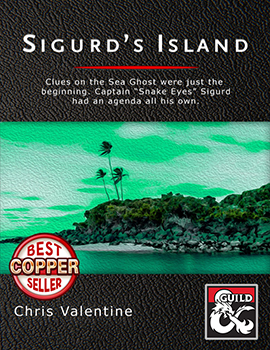 SIGURD'S ISLAND
Clues on the Sea Ghost were just the
beginning. Captain “Snake Eyes” Sigurd
had an agenda all his own.
BEST
COPPER
SELLER
Chris Valentine
GUILD